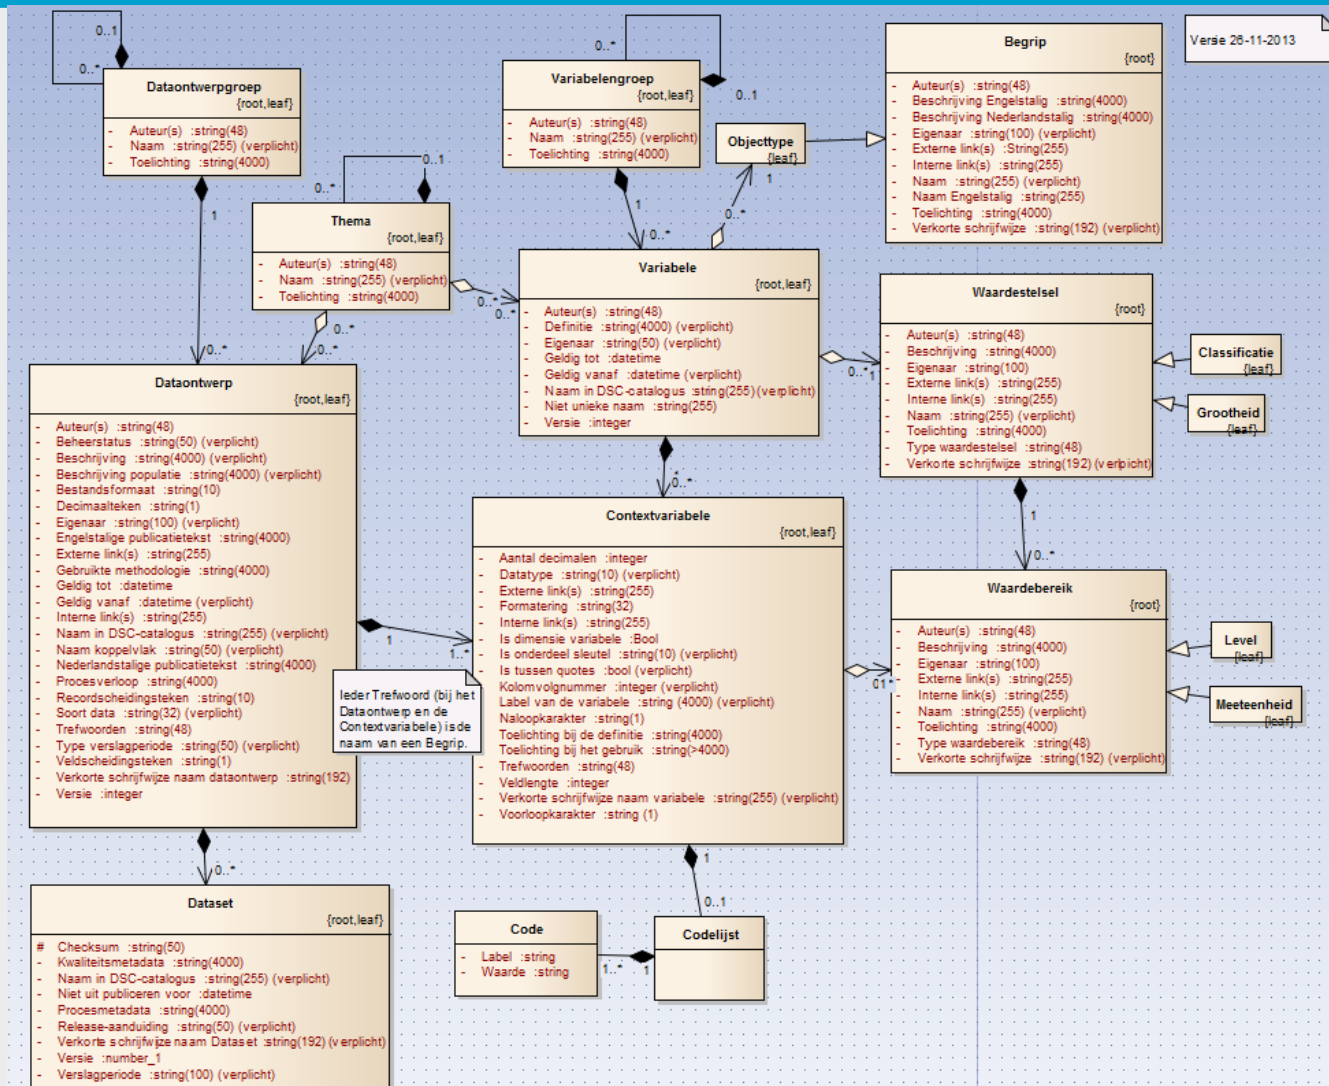 Versie 26-11-2013
0..1
0..*
Dataontwerpgroep
{root,leaf}
- Auteur(s) :string(48)
- Naam :string(255) (verplicht)
- Toelichting :string(4000)
1
0..*
0..*
0..1
Variabelengroep
{root,leaf}
- Auteur(s) :string(48)
- Naam :string(255) (verplicht)
- Toelichting :string(4000)
1
0..*
Objecttype
{leaf}
1
0..*
Begrip
{root}
- Auteur(s) :string(48)
- Beschrijving Engelstalig :string(4000)
- Beschrijving Nederlandstalig :string(4000)
- Eigenaar :string(100) (verplicht)
- Externe link(s) :String(255)
- Interne link(s) :string(255)
- Naam :string(255) (verplicht)
- Naam Engelstalig :string(255)
- Toelichting :string(4000)
- Verkorte schrijfwijze :string(192) (verplicht)
0..1
0..*
Thema
{root,leaf}
- Auteur(s) :string(48)
- Naam :string(255) (verplicht)
- Toelichting :string(4000)
0..*
0..*
0..*
0..*
Variabele
{root,leaf}
- Auteur(s) :string(48)
- Definitie :string(4000) (verplicht)
- Eigenaar :string(50) (verplicht)
- Geldig tot :datetime
- Geldig vanaf :datetime (verplicht)
- Naam in DSC-catalogus :string(255) (verplicht)
- Niet unieke naam :string(255)
- Versie :integer
0..*
1
0..*
Waardestelsel
{root}
- Auteur(s) :string(48)
- Beschrijving :string(4000)
- Eigenaar :string(100)
- Externe link(s) :string(255)
- Interne link(s) :string(255)
- Naam :string(255) (verplicht)
- Toelichting :string(4000)
- Type waardestelsel :string(48)
- Verkorte schrijfwijze :string(192) (verplicht)
Classificatie
{leaf}
Grootheid
{leaf}
1
0..*
Dataontwerp
{root,leaf}
- Auteur(s) :string(48)
- Beheerstatus :string(50) (verplicht)
- Beschrijving :string(4000) (verplicht)
- Beschrijving populatie :string(4000) (verplicht)
- Bestandsformaat :string(10)
- Decimaalteken :string(1)
- Eigenaar :string(100) (verplicht)
- Engelstalige publicatietekst :string(4000)
- Externe link(s) :string(255)
- Gebruikte methodologie :string(4000)
- Geldig tot :datetime
- Geldig vanaf :datetime (verplicht)
- Interne link(s) :string(255)
- Naam in DSC-catalogus :string(255) (verplicht)
- Naam koppelvlak :string(50) (verplicht)
- Nederlandstalige publicatietekst :string(4000)
- Procesverloop :string(4000)
- Recordscheidingsteken :string(10)
- Soort data :string(32) (verplicht)
- Trefwoorden :string(48)
- Type verslagperiode :string(50) (verplicht)
- Veldscheidingsteken :string(1)
- Verkorte schrijfwijze naam dataontwerp :string(192)
- Versie :integer
1
1..*
Ieder Trefwoord (bij het
Dataontwerp en de
Contextvariabele) is de
naam van een Begrip.
Contextvariabele
{root,leaf}
- Aantal decimalen :integer
- Datatype :string(10) (verplicht)
- Externe link(s) :string(255)
- Formatering :string(32)
- Interne link(s) :string(255)
- Is dimensie variabele :Bool
- Is onderdeel sleutel :string(10) (verplicht)
- Is tussen quotes :bool (verplicht)
- Kolomvolgnummer :integer (verplicht)
- Label van de variabele :string (4000) (verplicht)
- Naloopkarakter :string(1)
- Toelichting bij de definitie :string(4000)
- Toelichting bij het gebruik :string(>4000)
- Trefwoorden :string(48)
- Veldlengte :integer
- Verkorte schrijfwijze naam variabele :string(255) (verplicht)
- Voorloopkarakter :string (1)
Waardebereik
{root}
- Auteur(s) :string(48)
- Beschrijving :string(4000)
- Eigenaar :string(100)
- Externe link(s) :string(255)
- Interne link(s) :string(255)
- Naam :string(255) (verplicht)
- Toelichting :string(4000)
- Type waardebereik :string(48)
- Verkorte schrijfwijze :string(192) (verplicht)
Level
{leaf}
Meeteenheid
{leaf}
0..*
Dataset
{root,leaf}
# Checksum :string(50)
- Kwaliteitsmetadata :string(4000)
- Naam in DSC-catalogus :string(255) (verplicht)
- Niet uit publiceren voor :datetime
- Procesmetadata :string(4000)
- Release-aanduiding :string(50) (verplicht)
- Verkorte schrijfwijze naam Dataset :string(192) (verplicht)
- Versie :number_1
- Verslagperiode :string(100) (verplicht)
1
0..1
Code
- Label :string
- Waarde :string
1..*
1
Codelijst